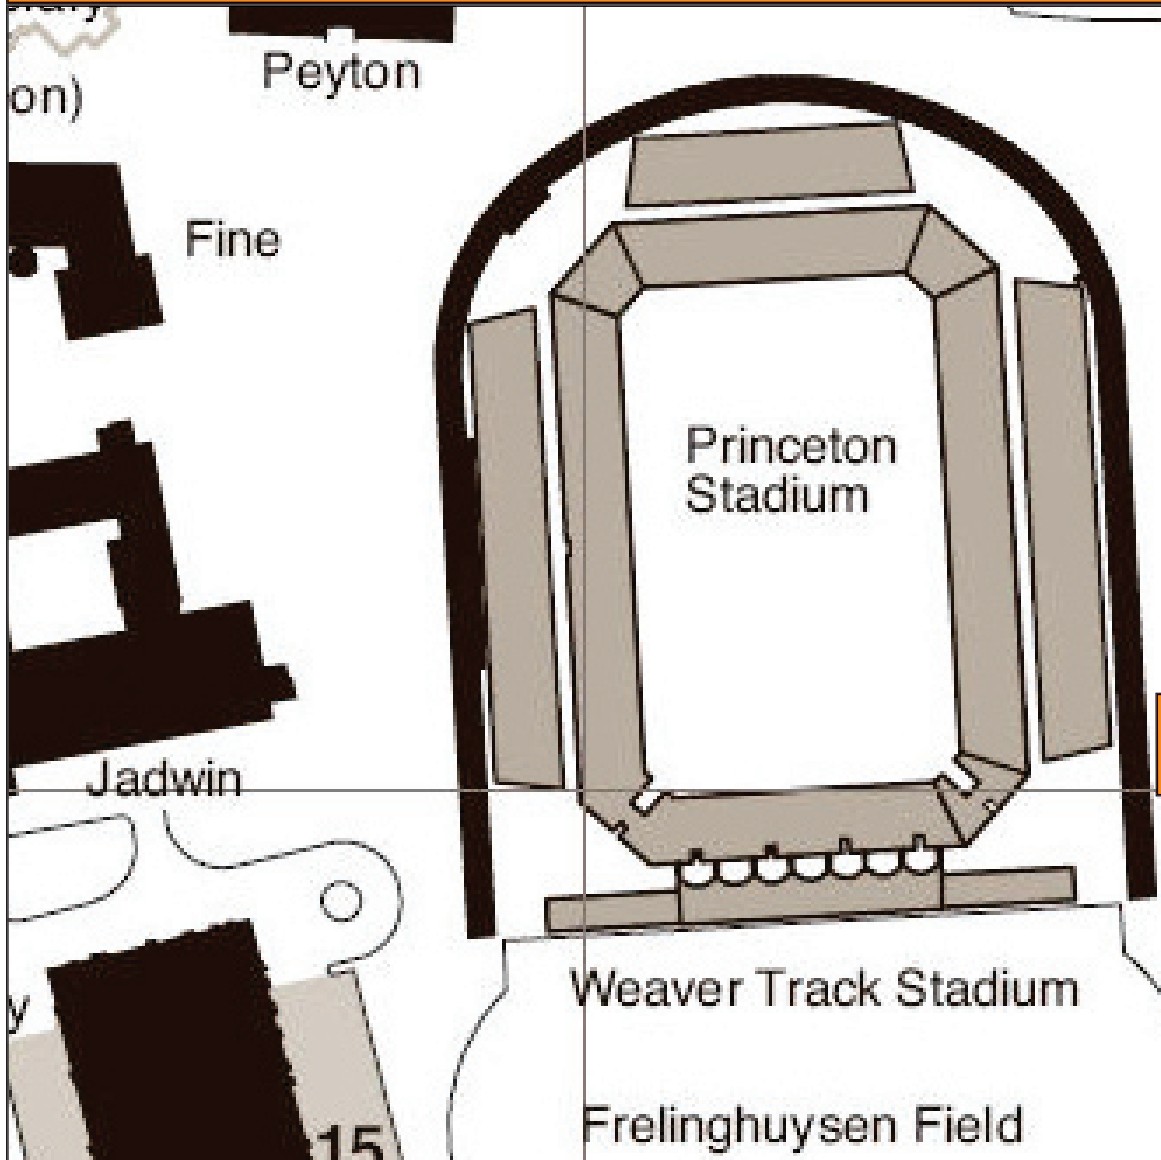 Peyton
on)
Fine
Princeton
Stadium
Jadwin
Weaver Track Stadium
y
Frelinghuysen Field
15